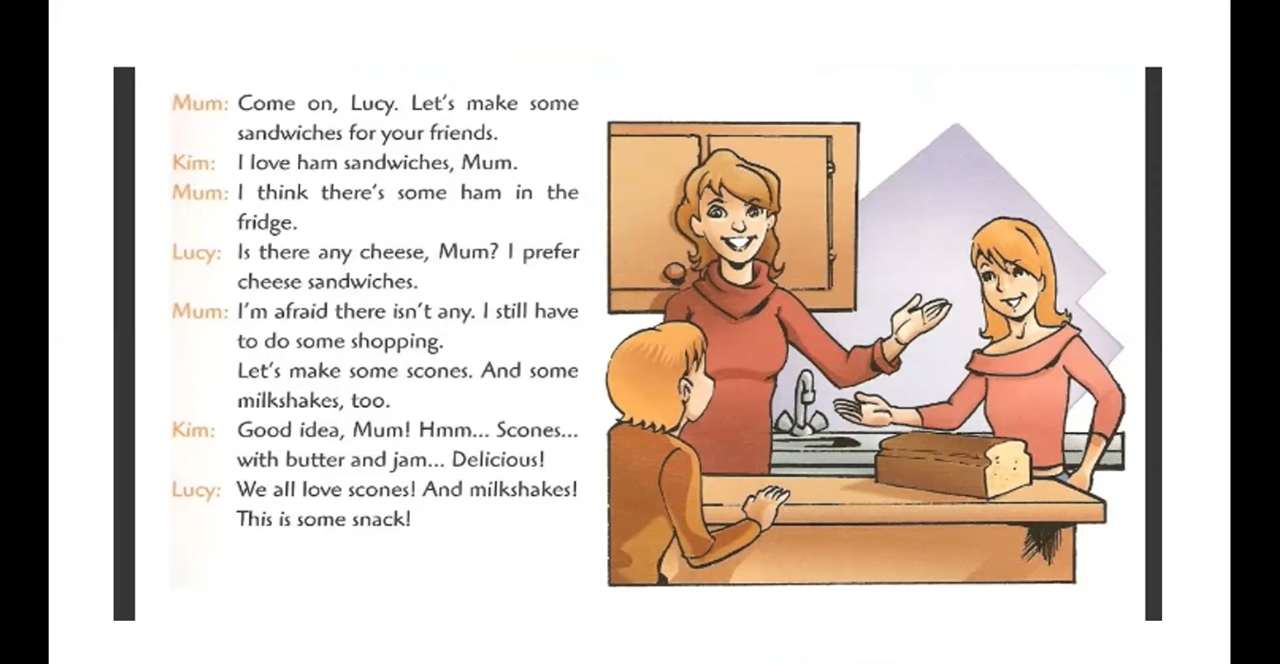 Mum: Come on, Lucy. Let's make some
sandwiches for your friends.
Kim: I love ham sandwiches, Mum.
Mum: I think there's some ham in the
fridge.
Lucy: Is there any cheese, Mum? I prefer
cheese sandwiches.
Mum: I'm afraid there isn't any. I still have
to do some shopping.
Let's make some scones. And some
milkshakes, too.
Kim: Good idea, Mum! Hmm... Scones...
with butter and jam... Delicious!
Lucy: We all love scones! And milkshakes!
This is some snack!